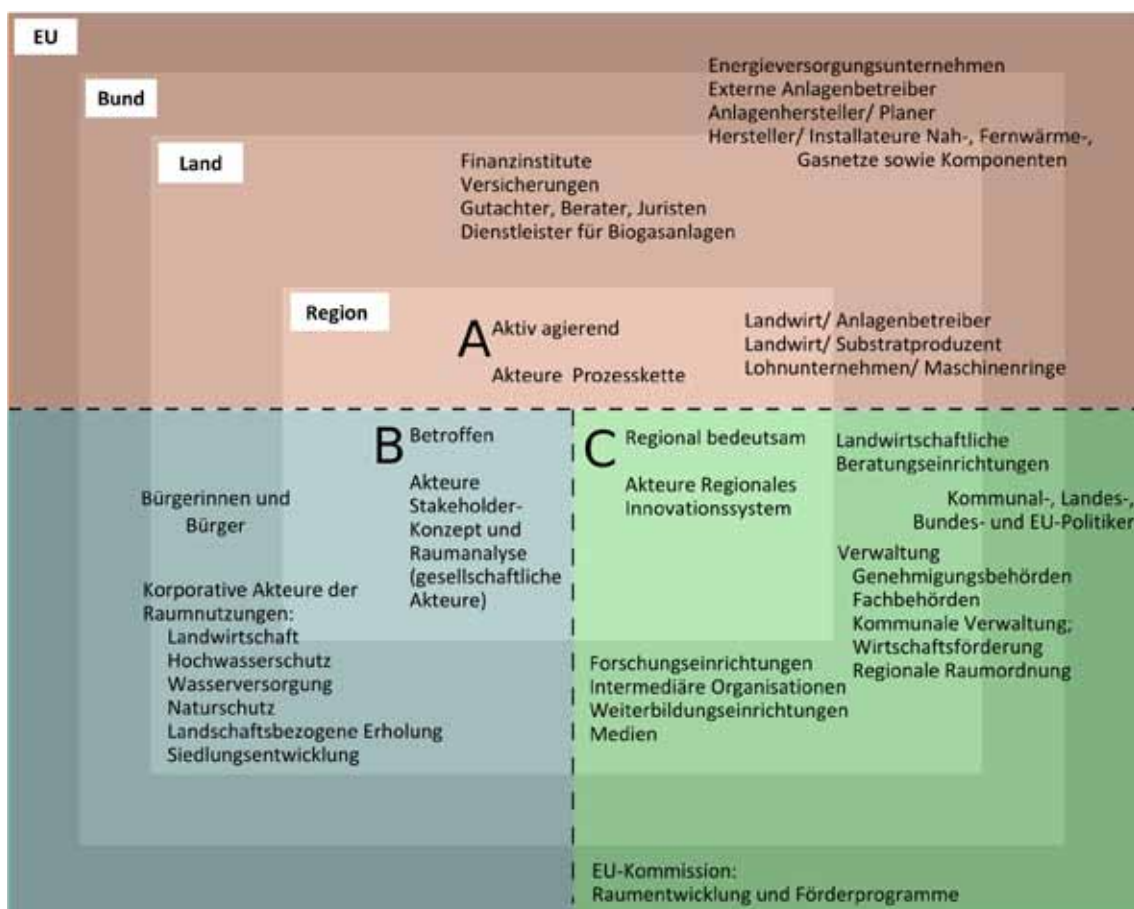 EU
Bund
Land
Region
Energieversorgungsunternehmen
Externe Anlagenbetreiber
Anlagenhersteller/ Planer
Hersteller/ Installateure Nah-, Fernwärme-,
Gasnetze sowie Komponenten
Finanzinstitute
Versicherungen
Gutachter, Berater, Juristen
Dienstleister für Biogasanlagen
A Aktiv agierend
Akteure Prozesskette
Landwirt/ Anlagenbetreiber
Landwirt/ Substratproduzent
Lohnunternehmen/ Maschinenringe
B Betroffen
Akteure
Stakeholder-
Konzept und
Raumanalyse
(gesellschaftliche
Akteure)
Bürgerinnen und
Bürger
Korporative Akteure der
Raumnutzungen:
Landwirtschaft
Hochwasserschutz
Wasserversorgung
Naturschutz
Landschaftsbezogene Erholung
Siedlungsentwicklung
C Regional bedeutsam
Akteure Regionales
Innovationssystem
Landwirtschaftliche
Beratungseinrichtungen
Kommunal-, Landes-,
Bundes- und EU-Politiker
Verwaltung
Genehmigungsbehörden
Fachbehörden
Kommunale Verwaltung;
Wirtschaftsförderung
Regionale Raumordnung
Forschungseinrichtungen
Intermediäre Organisationen
Weiterbildungseinrichtungen
Medien
EU-Kommission:
Raumentwicklung und Förderprogramme